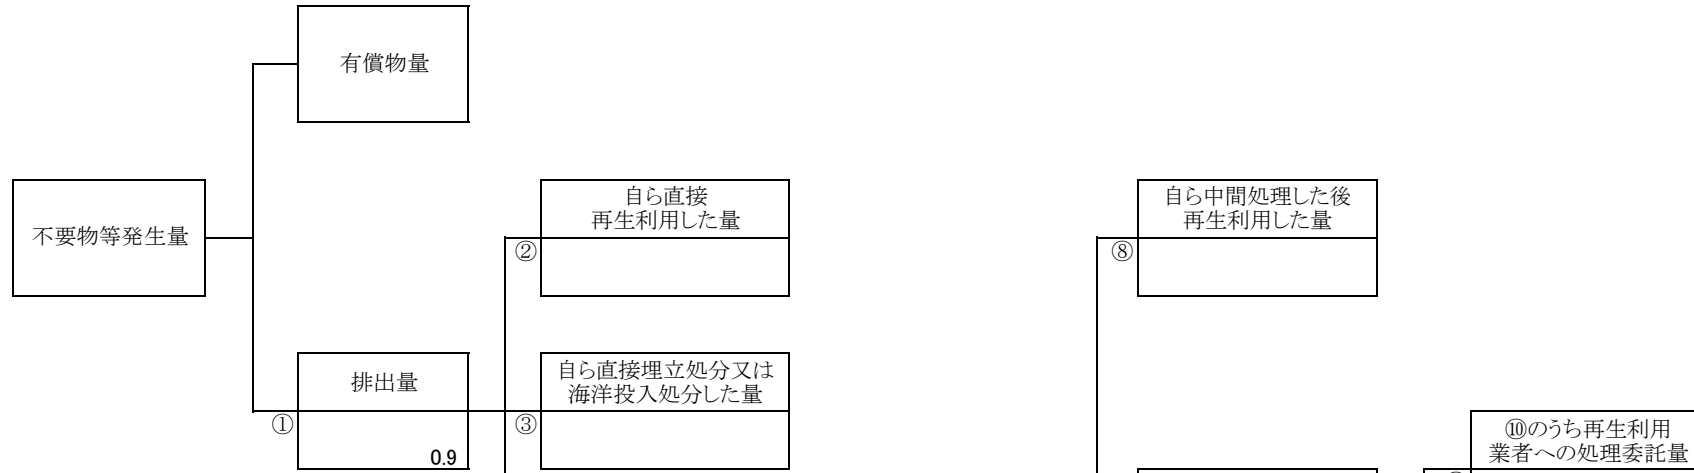 有償物量
不要物等発生量
自ら直接
再生利用した量
②
自ら中間処理した後
再生利用した量
⑧
排出量
①
0.9
自ら直接埋立処分又は
海洋投入処分した量
③
⑩のうち再生利用
業者への処理委託量